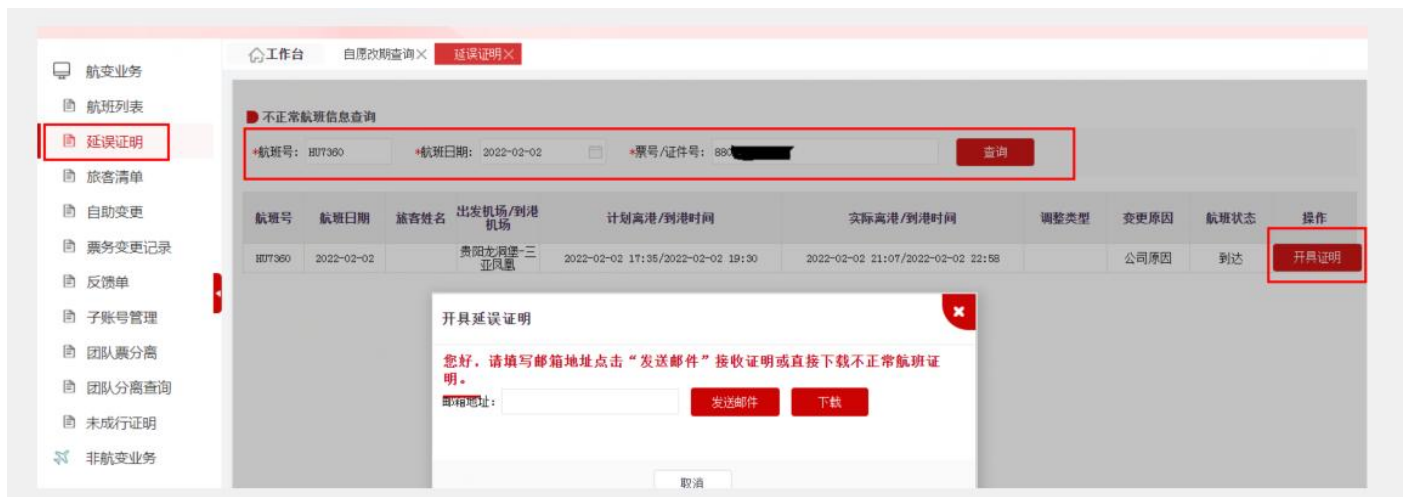 工作台 自愿改期查询× 延误证明×
航变业务
航班列表
延误证明
旅客清单
自助变更
票务变更记录
反馈单
子账号管理
团队票分离
团队分离查询
未成行证明
非航变业务
不正常航班信息查询
*航班号: HU7360 *航班日期: 2022-02-02 *票号/证件号: 880 查询
航班号 航班日期 旅客姓名 出发机场/到港机场 计划离港/到港时间 实际离港/到港时间 调整类型 变更原因 航班状态 操作
HU7360 2022-02-02 贵阳龙洞堡-三亚凤凰 2022-02-02 17:35/2022-02-02 19:30 2022-02-02 21:07/2022-02-02 22:58 公司原因 到达 开具证明
开具延误证明
您好，请填写邮箱地址点击“发送邮件”接收证明或直接下载不正常航班证
明。
邮箱地址: 发送邮件 下载
取消